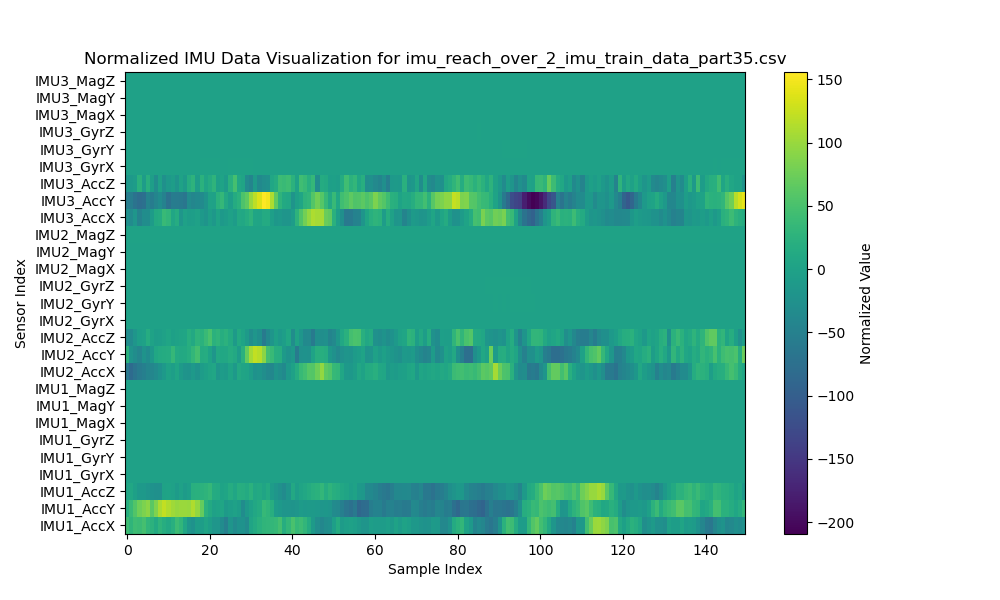 Normalized IMU Data Visualization for imu_reach_over_2_imu_train_data_part35.csv
Sensor Index
IMU3_MagZ
IMU3_MagY
IMU3_MagX
IMU3_GyrZ
IMU3_GyrY
IMU3_GyrX
IMU3_AccZ
IMU3_AccY
IMU3_AccX
IMU2_MagZ
IMU2_MagY
IMU2_MagX
IMU2_GyrZ
IMU2_GyrY
IMU2_GyrX
IMU2_AccZ
IMU2_AccY
IMU2_AccX
IMU1_MagZ
IMU1_MagY
IMU1_MagX
IMU1_GyrZ
IMU1_GyrY
IMU1_GyrX
IMU1_AccZ
IMU1_AccY
IMU1_AccX
0 20 40 60 80 100 120 140
Sample Index
150
100
50
0
−50
−100
−150
−200
Normalized Value